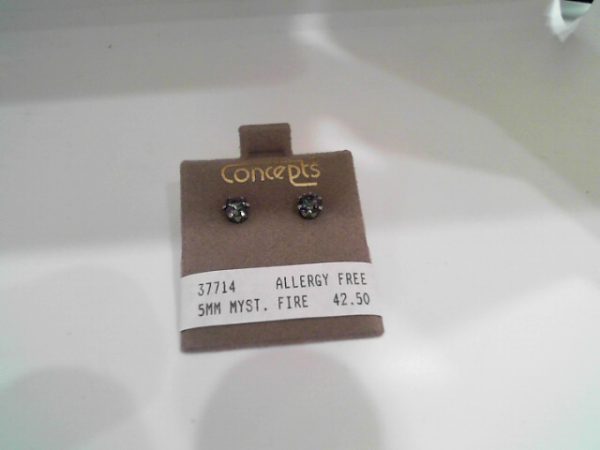 Concepts
37714 ALLERGY FREE
5MM MYST. FIRE 42.50